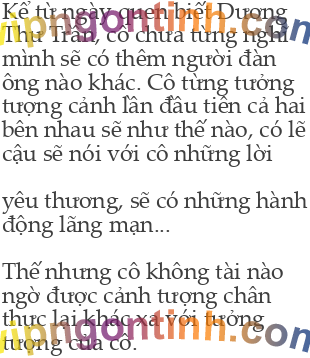 Kể từ ngày quen biết Dương
Thu Trần, cô chưa từng nghĩ
mình sẽ có thêm người đàn
ông nào khác. Cô từng tưởng
tượng cảnh lần đầu tiên cả hai
bên nhau sẽ như thế nào, có lẽ
cậu sẽ nói với cô những lời
yêu thương, sẽ có những hành
động lãng mạn...
Thế nhưng cô không tài nào
ngờ được cảnh tượng chân
thực lại khác xa với tưởng
tượng của cô.
vipngontinh.com
vipngontinh.com